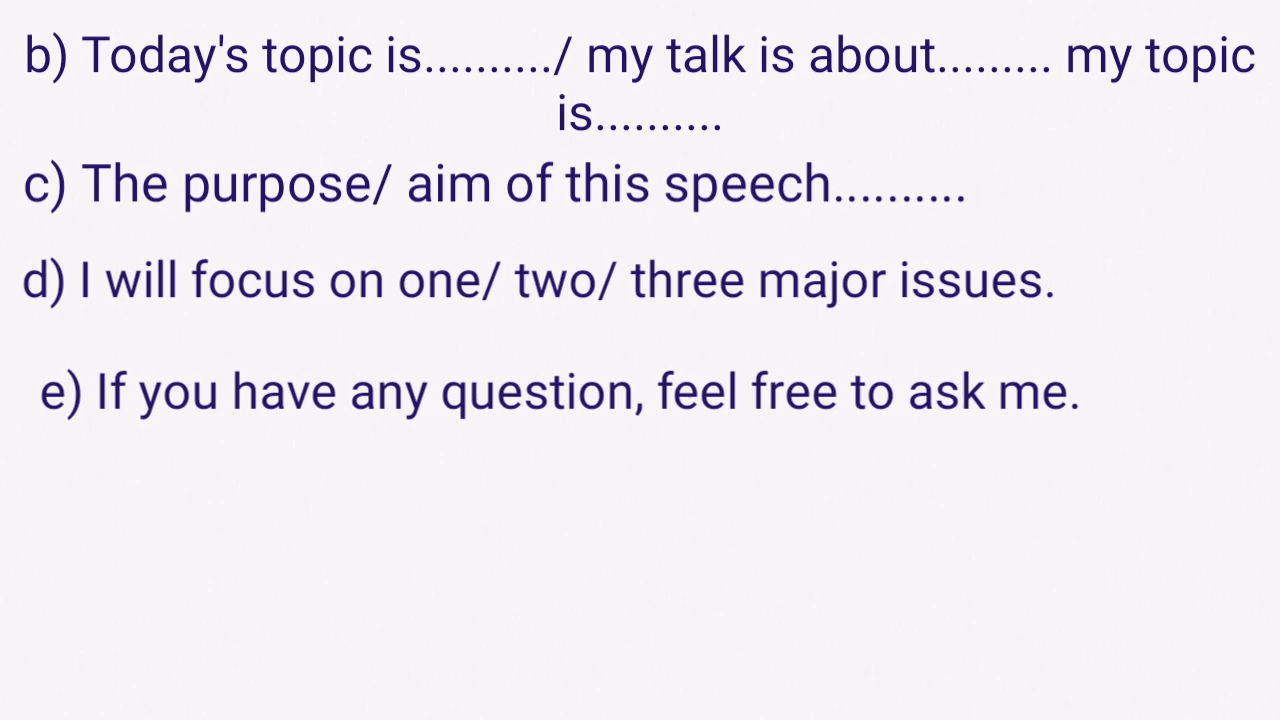 b) Today's topic is........../ my talk is about......... my topic
is..........
c) The purpose/ aim of this speech..........
d) I will focus on one/ two/ three major issues.
e) If you have any question, feel free to ask me.